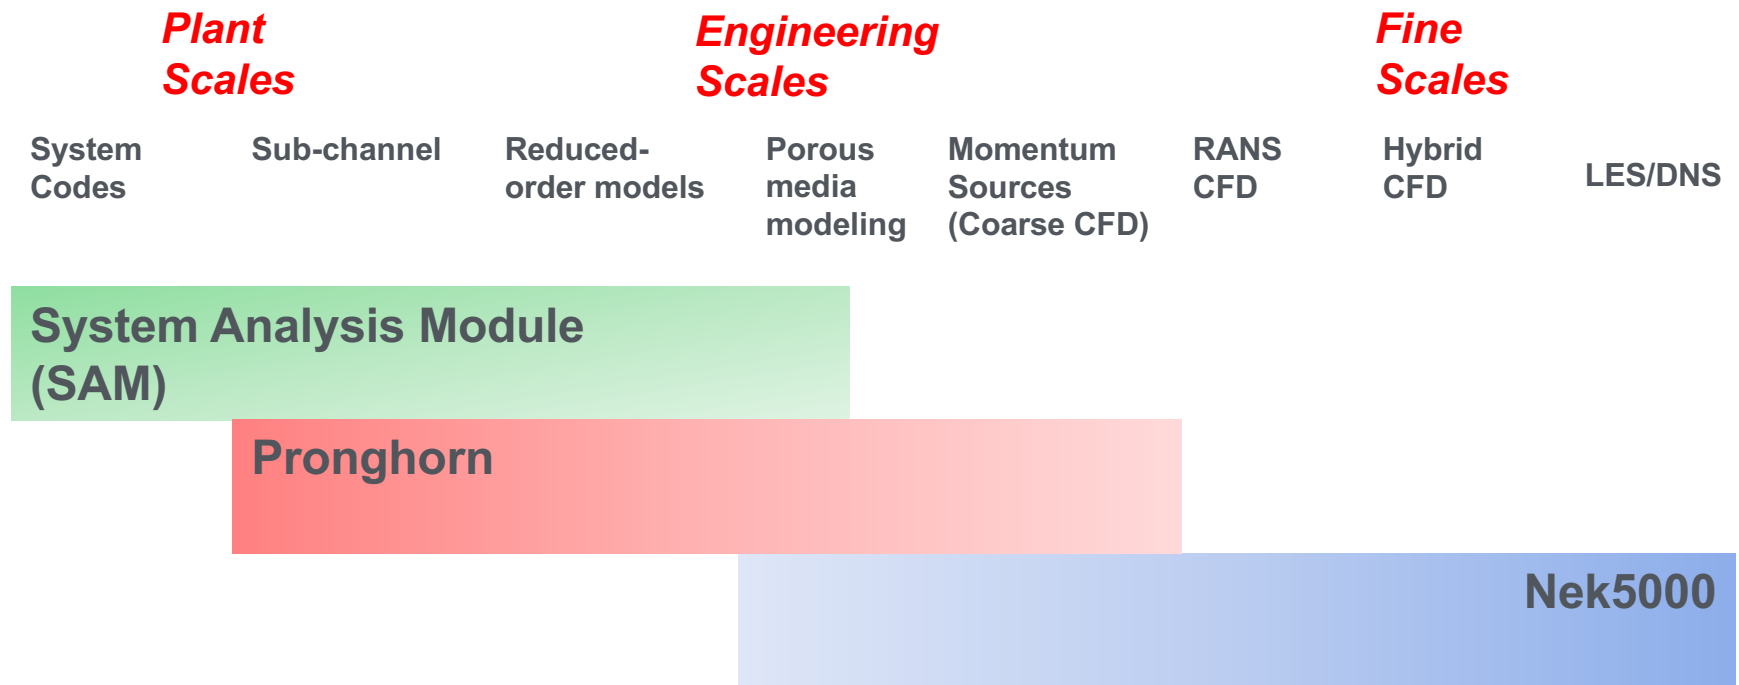 Plant
Scales
Engineering
Scales
Fine
Scales
System
Codes
Sub-channel
Reduced-
order models
Porous
media
modeling
Momentum
Sources
(Coarse CFD)
RANS
CFD
Hybrid
CFD
LES/DNS
System Analysis Module
(SAM)
Pronghorn
Nek5000